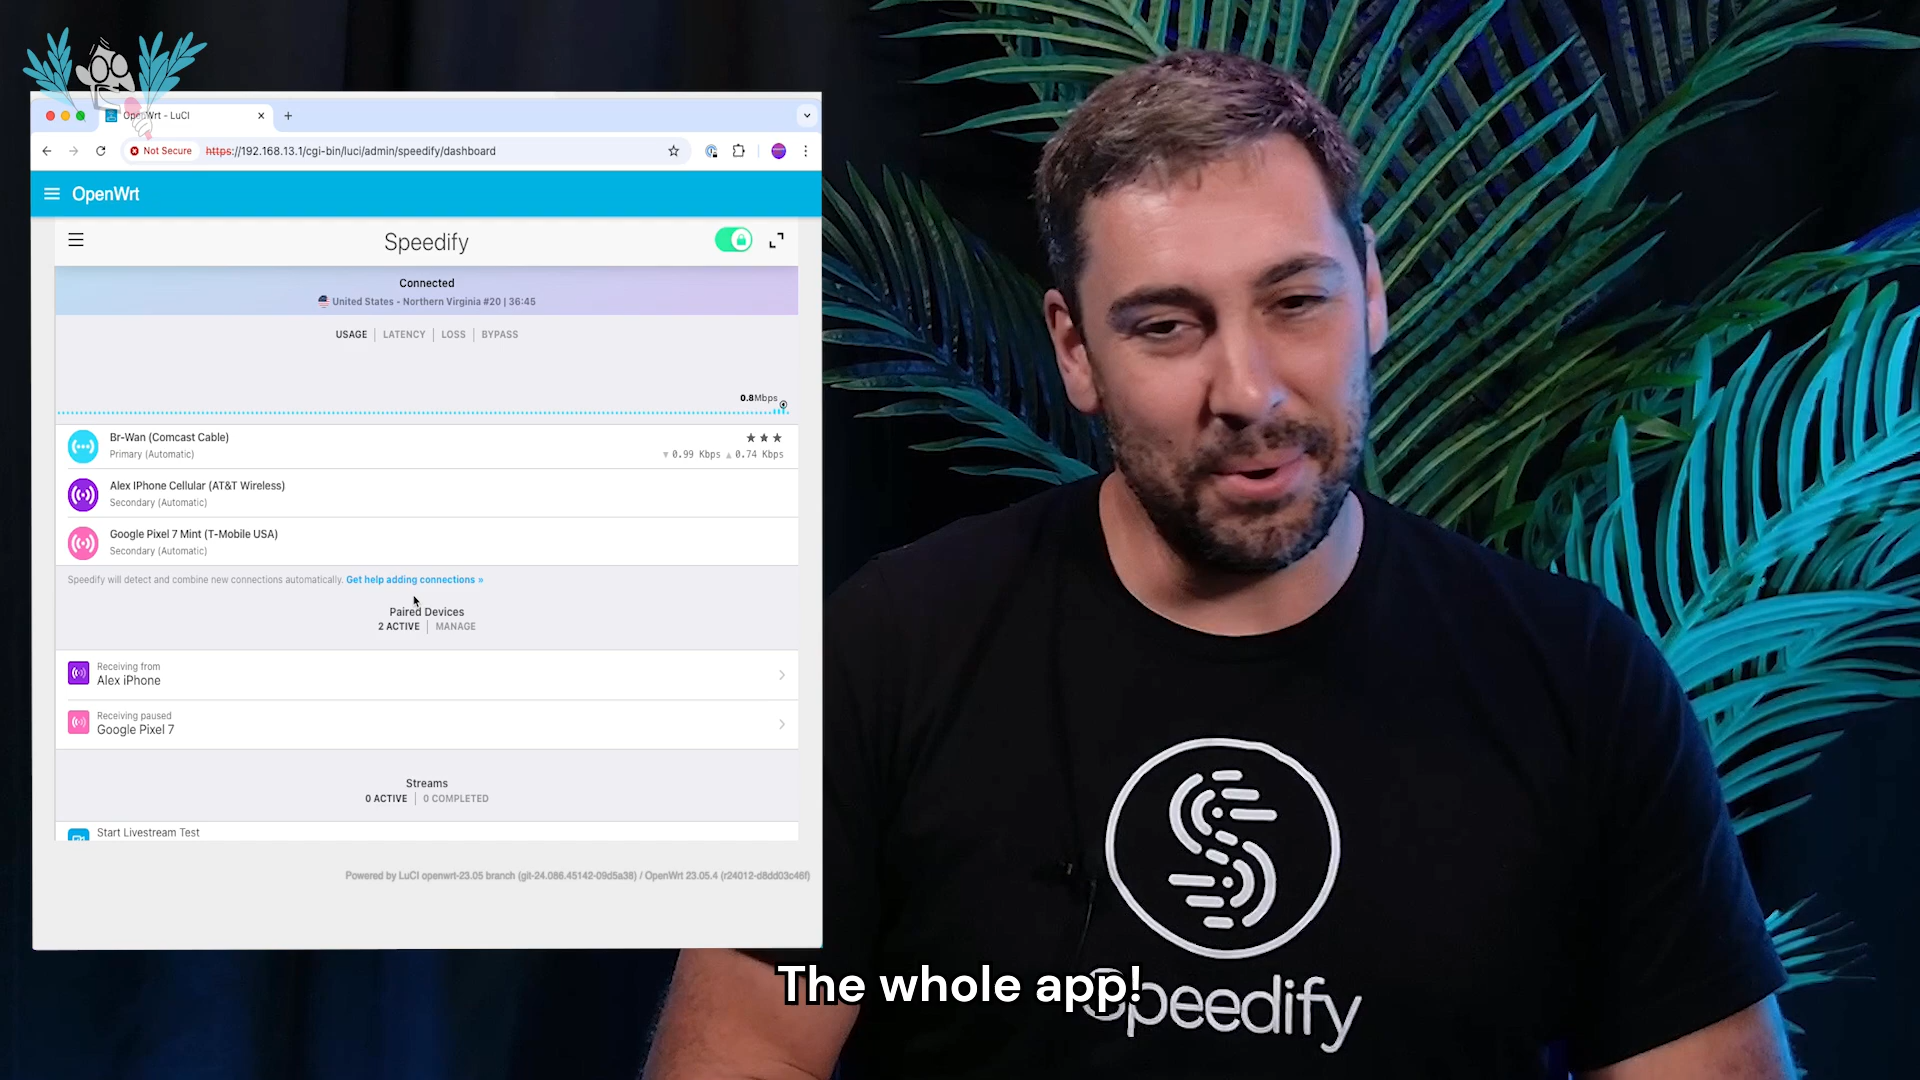 OpenWrt - LuCI
Not Secure https://192.168.13.1/cgi-bin/luci/admin/speedify/dashboard
OpenWrt
Speedify
Connected
United States - Northern Virginia #20 | 36:45
USAGE | LATENCY | LOSS | BYPASS
0.8Mbps
Br-Wan (Comcast Cable)
Primary (Automatic)
0.99 Kbps 0.74 Kbps
Alex IPhone Cellular (AT&T Wireless)
Secondary (Automatic)
Google Pixel 7 Mint (T-Mobile USA)
Secondary (Automatic)
Speedify will detect and combine new connections automatically. Get help adding connections »
Paired Devices
2 ACTIVE | MANAGE
Receiving from
Alex iPhone
Receiving paused
Google Pixel 7
Streams
0 ACTIVE | 0 COMPLETED
Start Livestream Test
Powered by LuCI openwrt-23.05 branch (git-24.086.45142-09d5a38) / OpenWrt 23.05.4 (r24012-d8dd03c46f)
The whole app!
Speedify